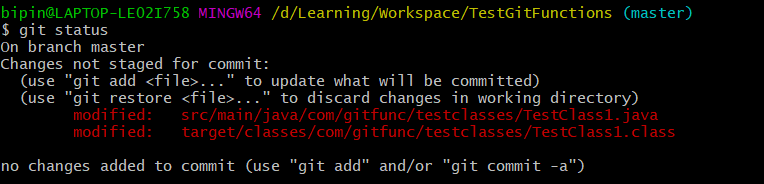 bipin@LAPTOP-LEO2I758 MINGW64 /d/Learning/Workspace/TestGitFunctions (master)
$ git status
On branch master
Changes not staged for commit:
  (use "git add <file>..." to update what will be committed)
  (use "git restore <file>..." to discard changes in working directory)
        modified:   src/main/java/com/gitfunc/testclasses/TestClass1.java
        modified:   target/classes/com/gitfunc/testclasses/TestClass1.class

no changes added to commit (use "git add" and/or "git commit -a")